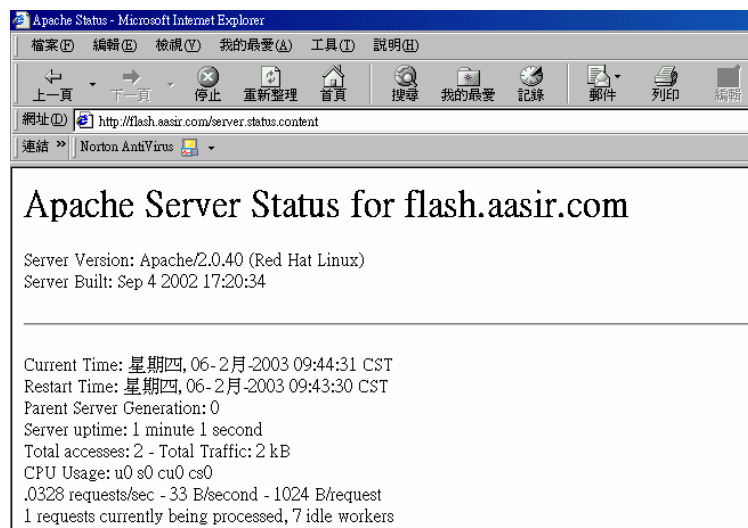 Apache Status - Microsoft Internet Explorer
檔案(F) 編輯(E) 檢視(V) 我的最愛(A) 工具(T) 說明(H)
上一頁 下一頁 停止 重新整理 首頁 搜尋 我的最愛 記錄 郵件 列印 編輯
網址(D) http://flash.aasir.com/server.status.content
連結 » Norton AntiVirus
Apache Server Status for flash.aasir.com
Server Version: Apache/2.0.40 (Red Hat Linux)
Server Built: Sep 4 2002 17:20:34
Current Time: 星期四, 06- 2月-2003 09:44:31 CST
Restart Time: 星期四, 06- 2月-2003 09:43:30 CST
Parent Server Generation: 0
Server uptime: 1 minute 1 second
Total accesses: 2 - Total Traffic: 2 kB
CPU Usage: u0 s0 cu0 cs0
.0328 requests/sec - 33 B/second - 1024 B/request
1 requests currently being processed, 7 idle workers